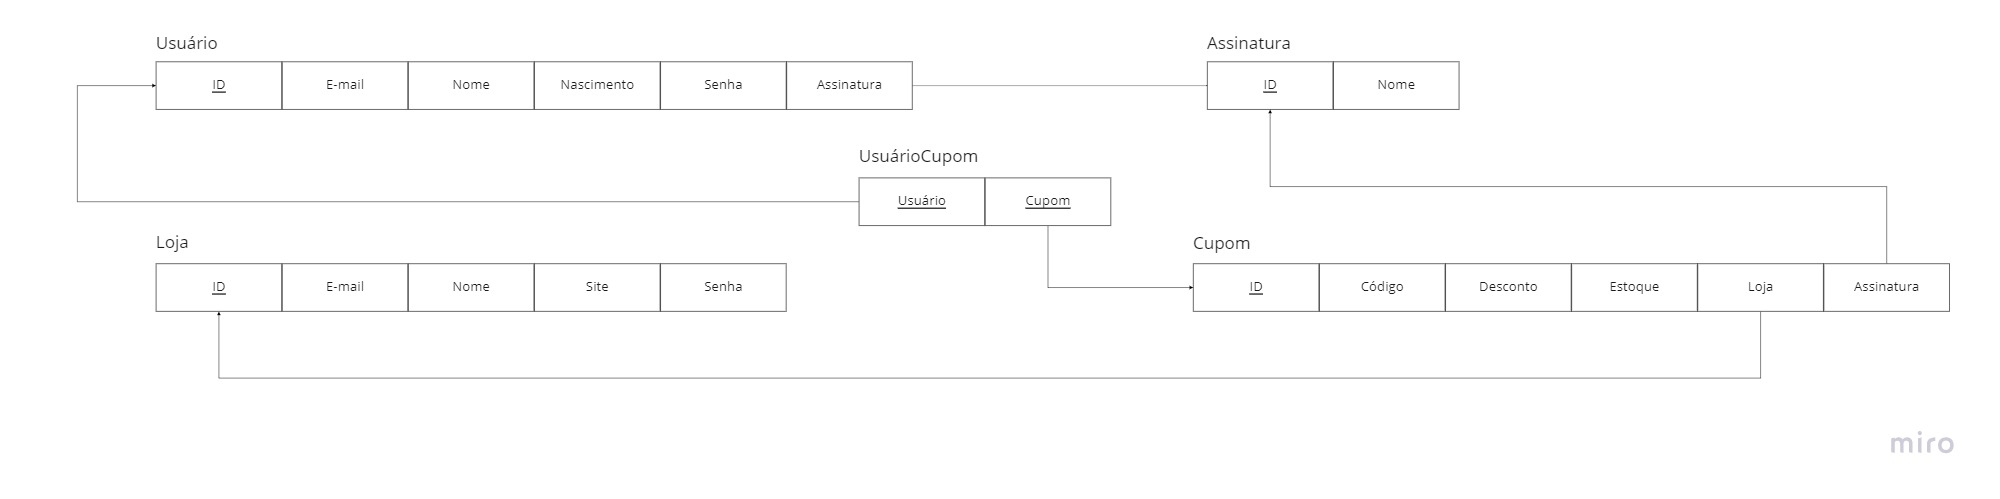 Usuário
ID E-mail Nome Nascimento Senha Assinatura
Assinatura
ID Nome
UsuárioCupom
Usuário Cupom
Loja
ID E-mail Nome Site Senha
Cupom
ID Código Desconto Estoque Loja Assinatura
miro